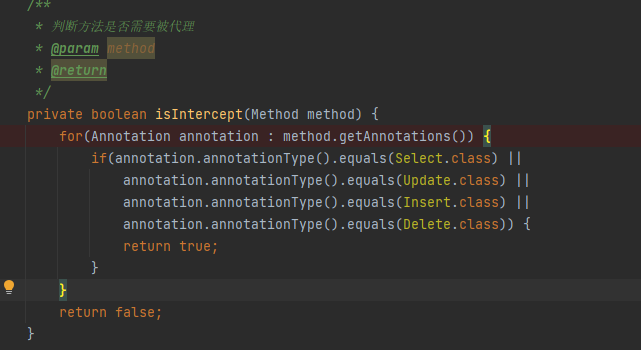 /**
 * 判断方法是否需要被代理
 * @param method
 * @return
 */
private boolean isIntercept(Method method) {
    for(Annotation annotation : method.getAnnotations()) {
        if(annotation.annotationType().equals(Select.class) ||
            annotation.annotationType().equals(Update.class) ||
            annotation.annotationType().equals(Insert.class) ||
            annotation.annotationType().equals(Delete.class)) {
            return true;
        }
    }
    return false;
}